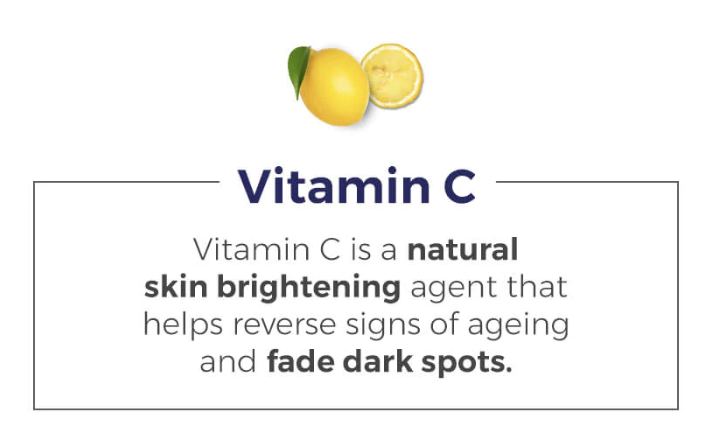 Vitamin C
Vitamin C is a natural
skin brightening agent that
helps reverse signs of ageing
and fade dark spots.